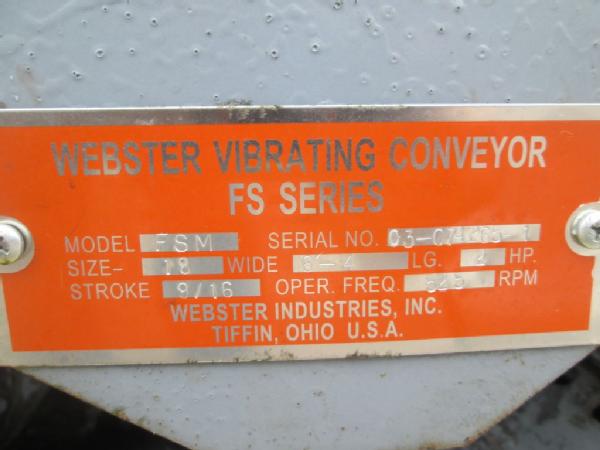 WEBSTER VIBRATING CONVEYOR
FS SERIES
MODEL FSM SERIAL NO.
SIZE- 18 WIDE LG. HP.
STROKE 9/16 OPER. FREQ. RPM
WEBSTER INDUSTRIES, INC.
TIFFIN, OHIO U.S.A.